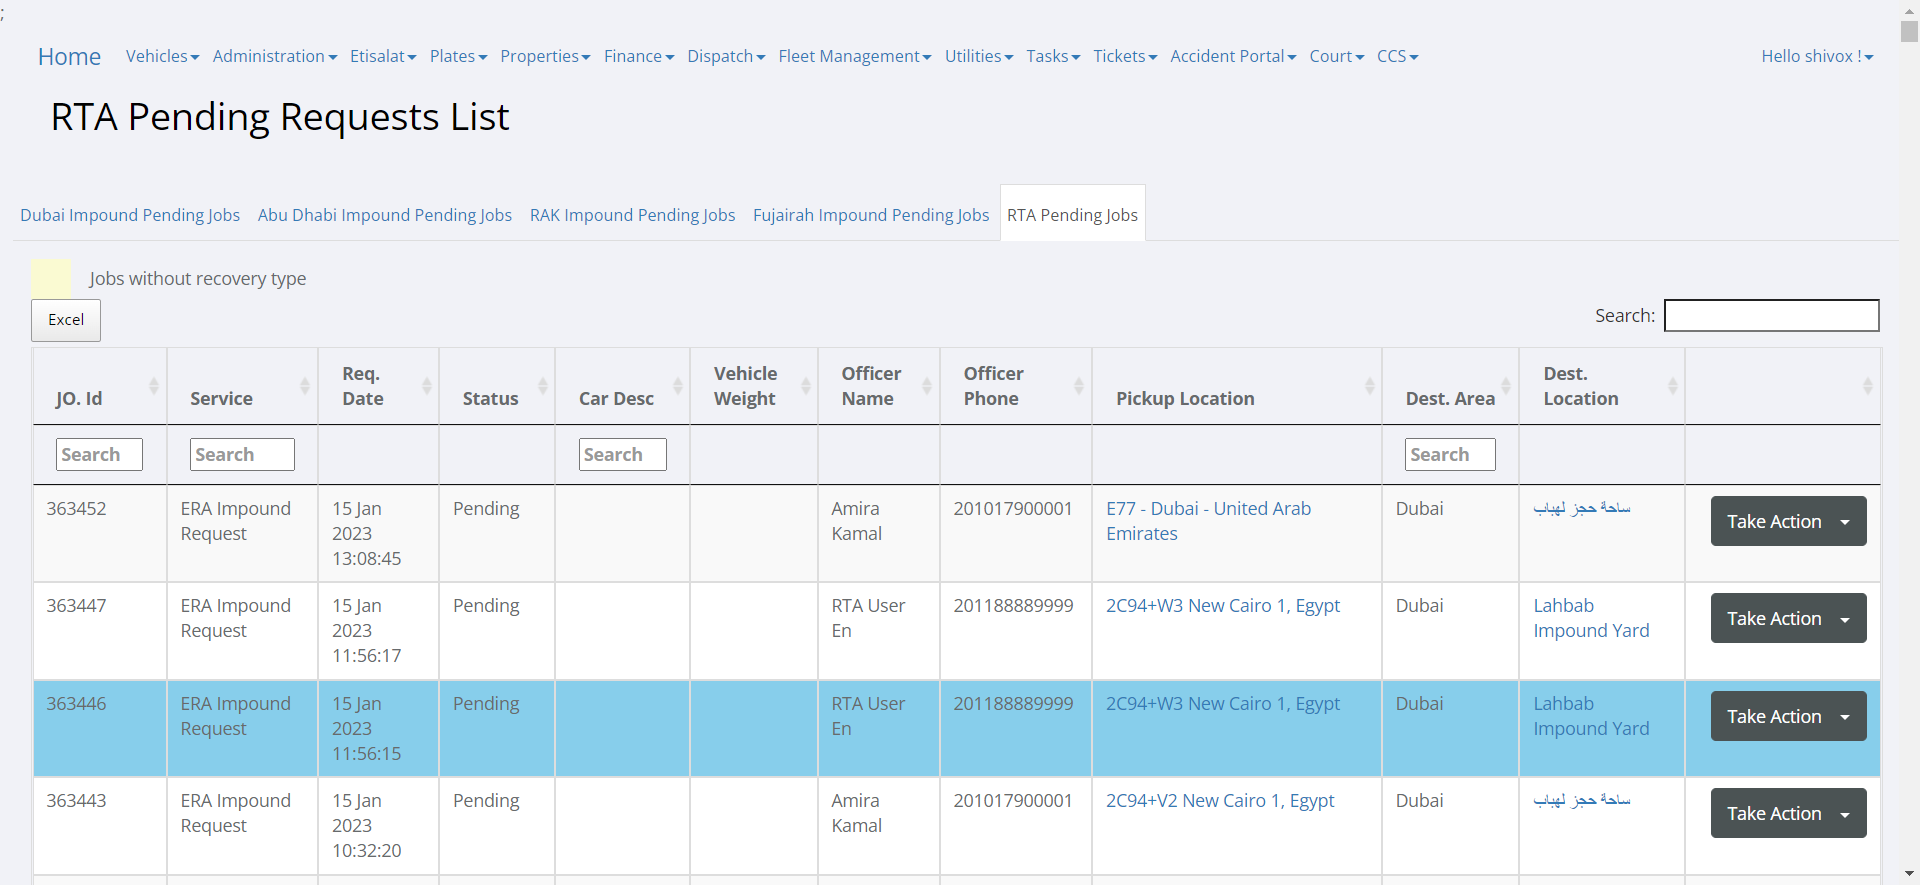 ;
Home Vehicles Administration Etisalat Plates Properties Finance Dispatch Fleet Management Utilities Tasks Tickets Accident Portal Court CCS Hello shivox !
RTA Pending Requests List
Dubai Impound Pending Jobs Abu Dhabi Impound Pending Jobs RAK Impound Pending Jobs Fujairah Impound Pending Jobs RTA Pending Jobs
Jobs without recovery type
Excel Search:
JO. Id Service Req. Date Status Car Desc Vehicle Weight Officer Name Officer Phone Pickup Location Dest. Area Dest. Location
Search Search Search Search
363452 ERA Impound Request 15 Jan 2023 13:08:45 Pending Amira Kamal 201017900001 E77 - Dubai - United Arab Emirates Dubai ساحة حجز لهباب Take Action
363447 ERA Impound Request 15 Jan 2023 11:56:17 Pending RTA User En 201188889999 2C94+W3 New Cairo 1, Egypt Dubai Lahbab Impound Yard Take Action
363446 ERA Impound Request 15 Jan 2023 11:56:15 Pending RTA User En 201188889999 2C94+W3 New Cairo 1, Egypt Dubai Lahbab Impound Yard Take Action
363443 ERA Impound Request 15 Jan 2023 10:32:20 Pending Amira Kamal 201017900001 2C94+V2 New Cairo 1, Egypt Dubai ساحة حجز لهباب Take Action